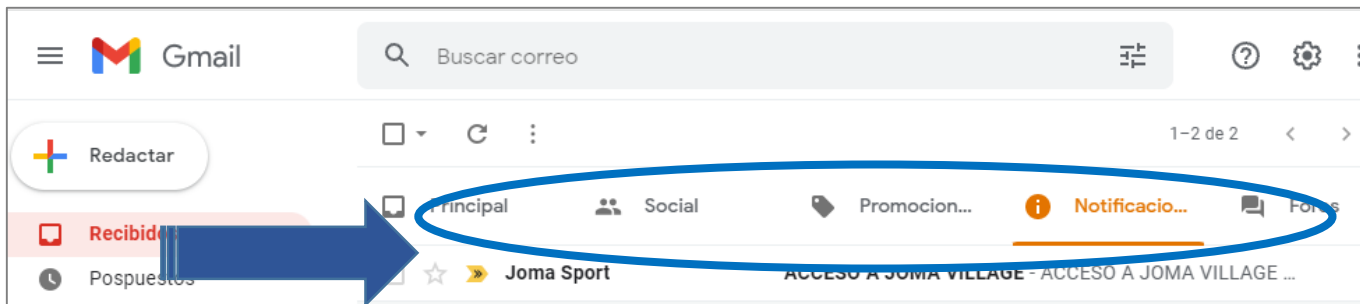 Gmail
Buscar correo
Redactar
1–2 de 2
Principal Social Promocion... Notificacio... Foros
Recibidos
Joma Sport ACCESO A JOMA VILLAGE - ACCESO A JOMA VILLAGE ...
Pospuestos